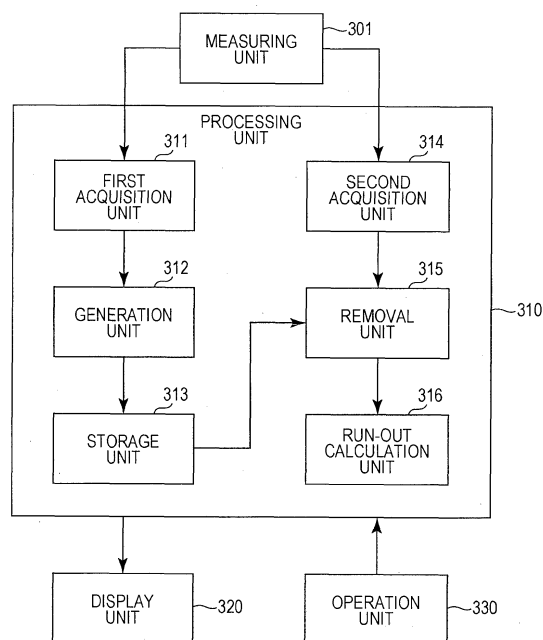 MEASURING
UNIT
301
PROCESSING
UNIT
311
FIRST
ACQUISITION
UNIT
314
SECOND
ACQUISITION
UNIT
312
GENERATION
UNIT
315
REMOVAL
UNIT
310
313
STORAGE
UNIT
316
RUN-OUT
CALCULATION
UNIT
DISPLAY
UNIT
320
OPERATION
UNIT
330